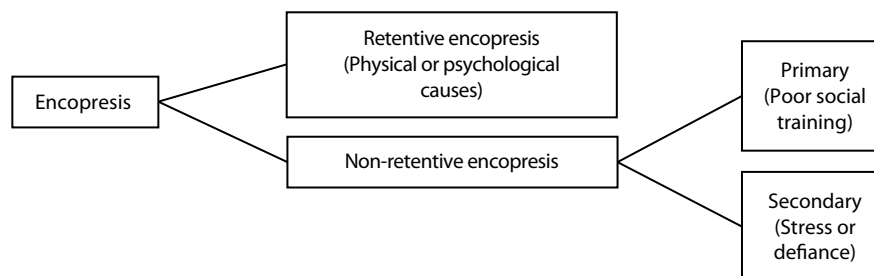 Encopresis
Retentive encopresis
(Physical or psychological
causes)
Non-retentive encopresis
Primary
(Poor social
training)
Secondary
(Stress or
defiance)